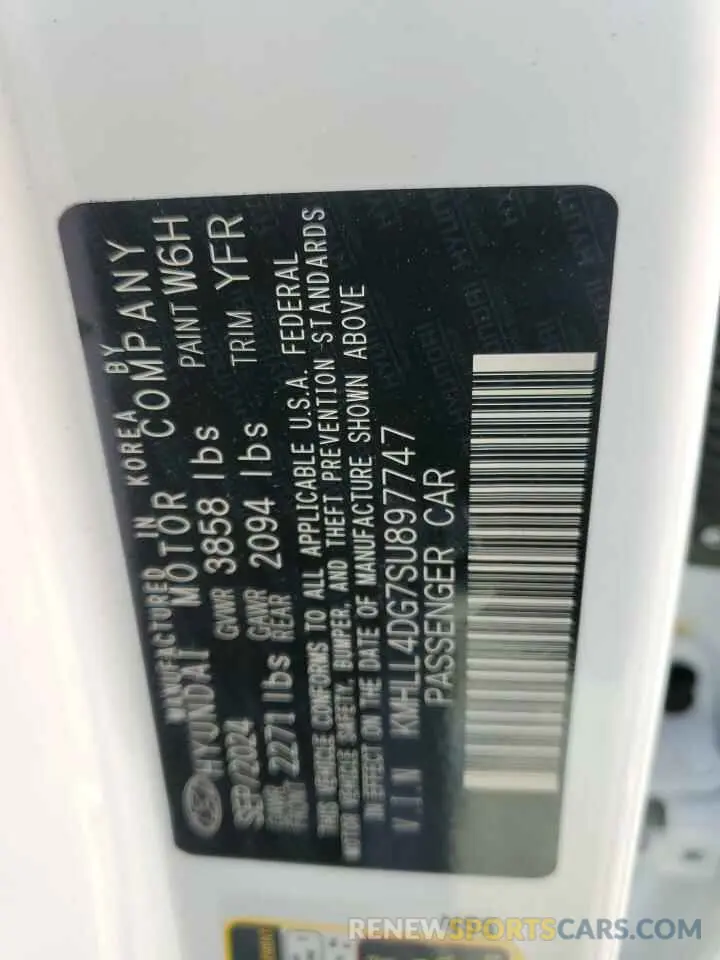 MANUFACTURED IN KOREA BY
HYUNDAI MOTOR COMPANY
SEP/2024 GVWR 3858 lbs PAINT W6H
GAWR FRONT 2271 lbs GAWR REAR 2094 lbs TRIM YFR
THIS VEHICLE CONFORMS TO ALL APPLICABLE U.S.A. FEDERAL
MOTOR VEHICLE SAFETY, BUMPER, AND THEFT PREVENTION STANDARDS
IN EFFECT ON THE DATE OF MANUFACTURE SHOWN ABOVE
V.I.N KMHLL4DG7SU897747
PASSENGER CAR
RENEWSPORTSCARS.COM